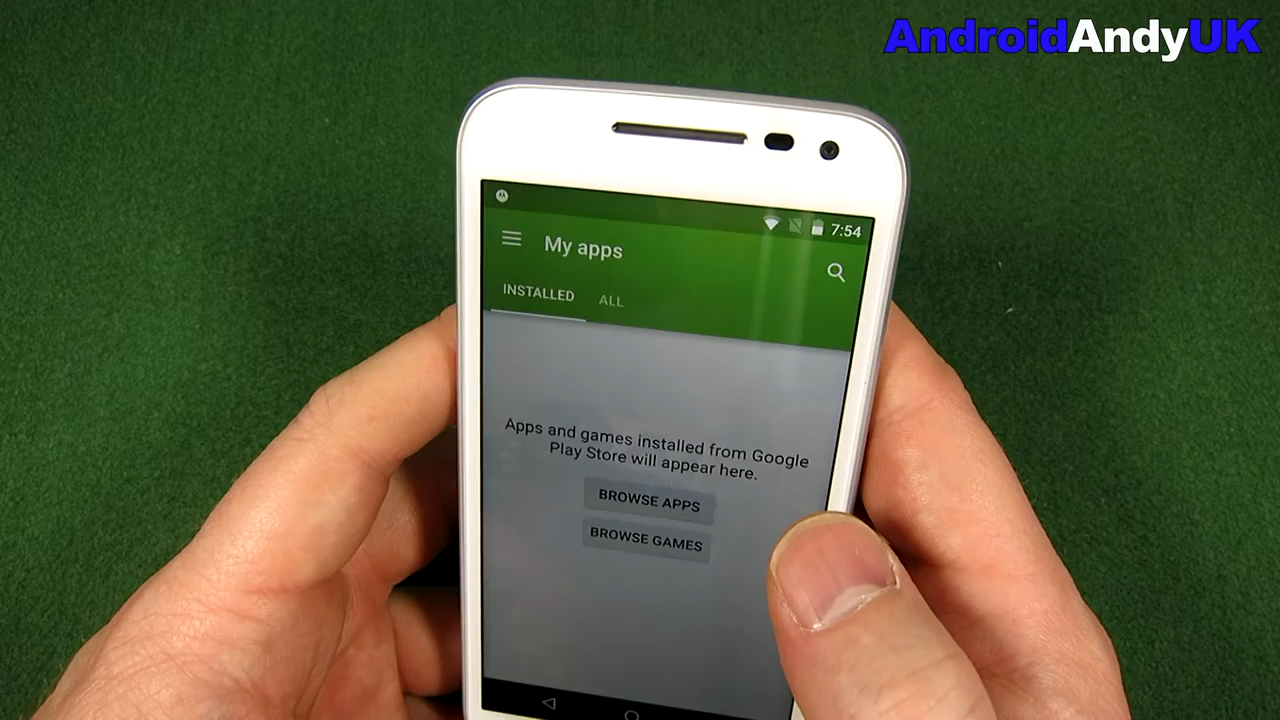 AndroidAndyUK
7:54
My apps
INSTALLED ALL
Apps and games installed from Google
Play Store will appear here.
BROWSE APPS
BROWSE GAMES